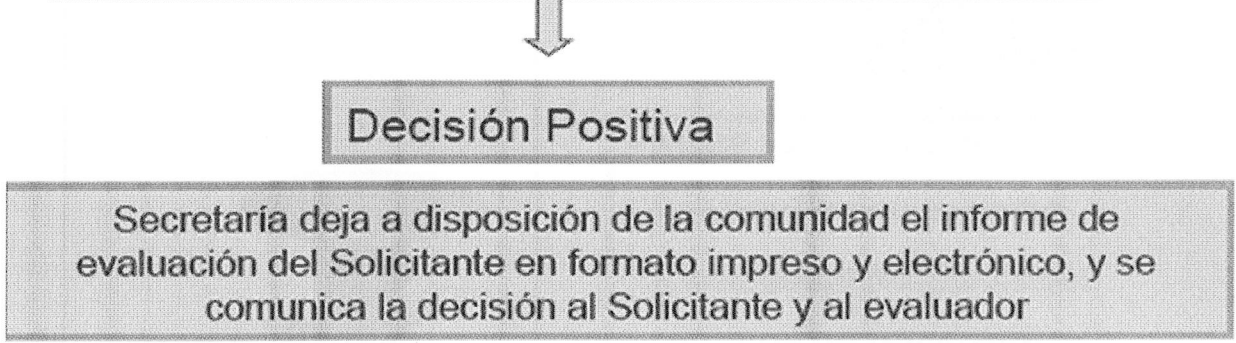 Decisión Positiva
Secretaría deja a disposición de la comunidad el informe de
evaluación del Solicitante en formato impreso y electrónico, y se
comunica la decisión al Solicitante y al evaluador